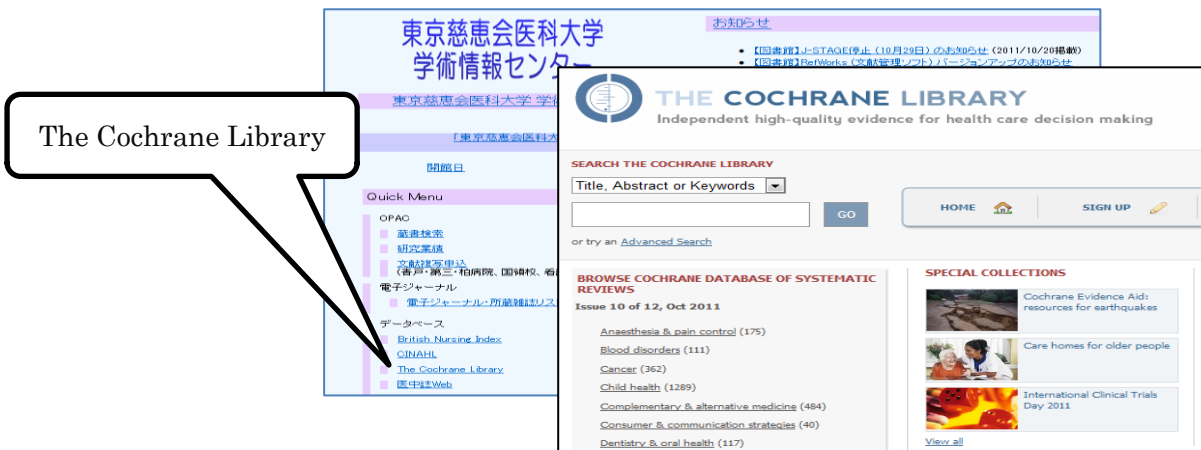 The Cochrane Library
東京慈恵会医科大学
学術情報センター
東京慈恵会医科大学 学
「東京慈恵会医科大
開館日
Quick Menu
OPAC
蔵書検索
研究業績
文献複写申込
(青戸・第三・柏病院、国領校、看
電子ジャーナル
電子ジャーナル・所蔵雑誌リス
データベース
British Nursing Index
CINAHL
The Cochrane Library
医中誌Web
お知らせ
【図書館】J-STAGE停止(10月29日)のお知らせ (2011/10/20掲載)
【図書館】RefWorks(文献管理ソフト)バージョンアップのお知らせ
THE COCHRANE LIBRARY
Independent high-quality evidence for health care decision making
SEARCH THE COCHRANE LIBRARY
Title, Abstract or Keywords
GO
or try an Advanced Search
HOME
SIGN UP
BROWSE COCHRANE DATABASE OF SYSTEMATIC
REVIEWS
Issue 10 of 12, Oct 2011
Anaesthesia & pain control (175)
Blood disorders (111)
Cancer (362)
Child health (1289)
Complementary & alternative medicine (484)
Consumer & communication strategies (40)
Dentistry & oral health (117)
SPECIAL COLLECTIONS
Cochrane Evidence Aid:
resources for earthquakes
Care homes for older people
International Clinical Trials
Day 2011
View all